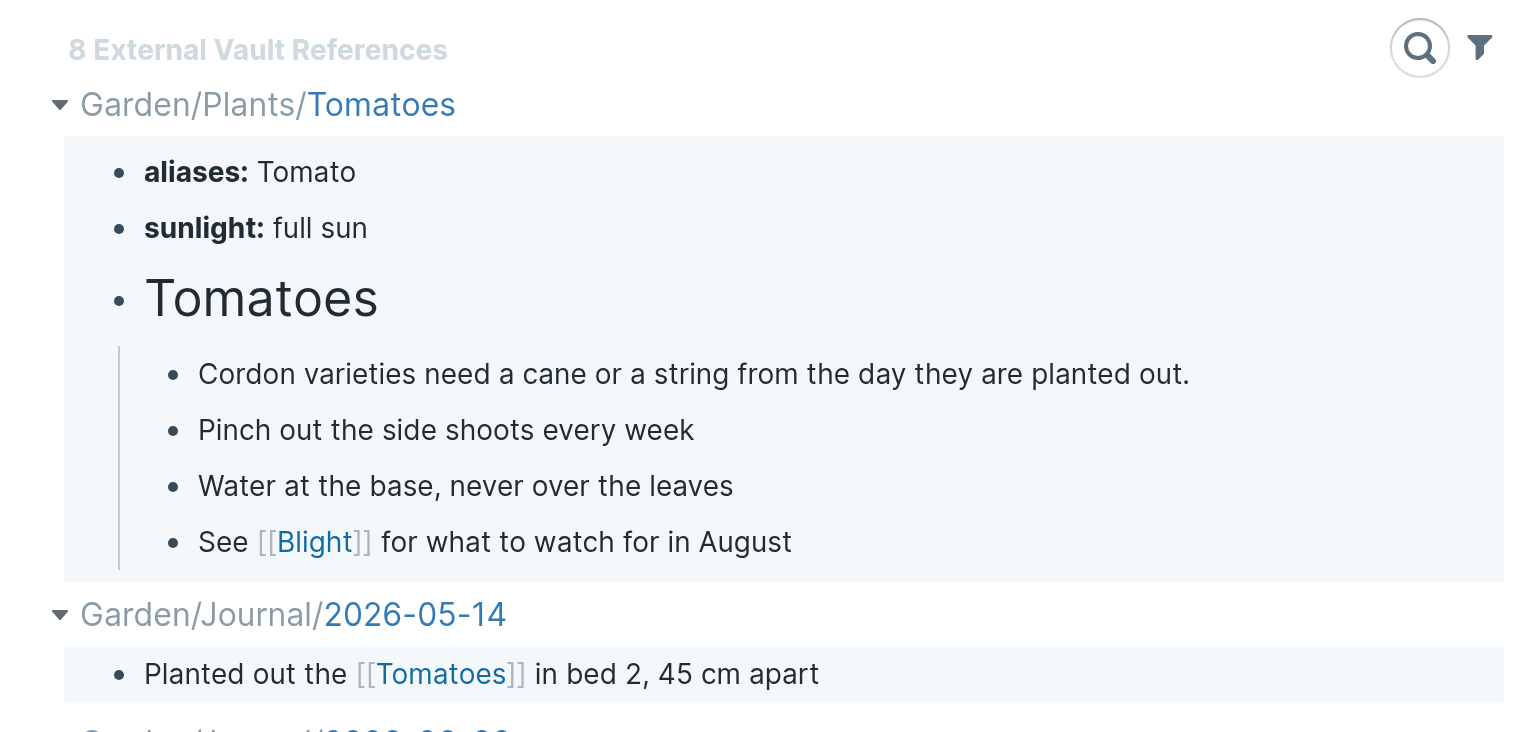 8 External Vault References
Garden/Plants/Tomatoes
aliases: Tomato
sunlight: full sun
Tomatoes
Cordon varieties need a cane or a string from the day they are planted out.
Pinch out the side shoots every week
Water at the base, never over the leaves
See [[Blight]] for what to watch for in August
Garden/Journal/2026-05-14
Planted out the [[Tomatoes]] in bed 2, 45 cm apart